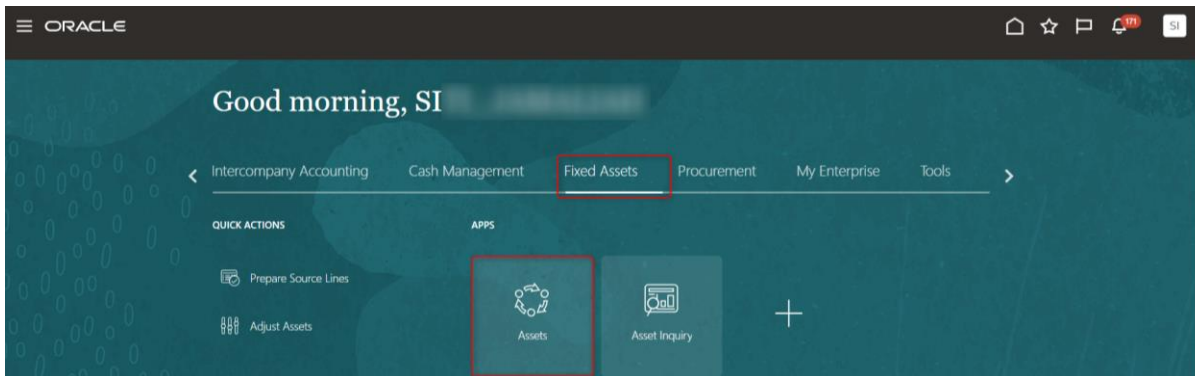 ORACLE
171
SI
Good morning, SI
Intercompany Accounting Cash Management Fixed Assets Procurement My Enterprise Tools
QUICK ACTIONS
APPS
Prepare Source Lines
Adjust Assets
Assets
Asset Inquiry